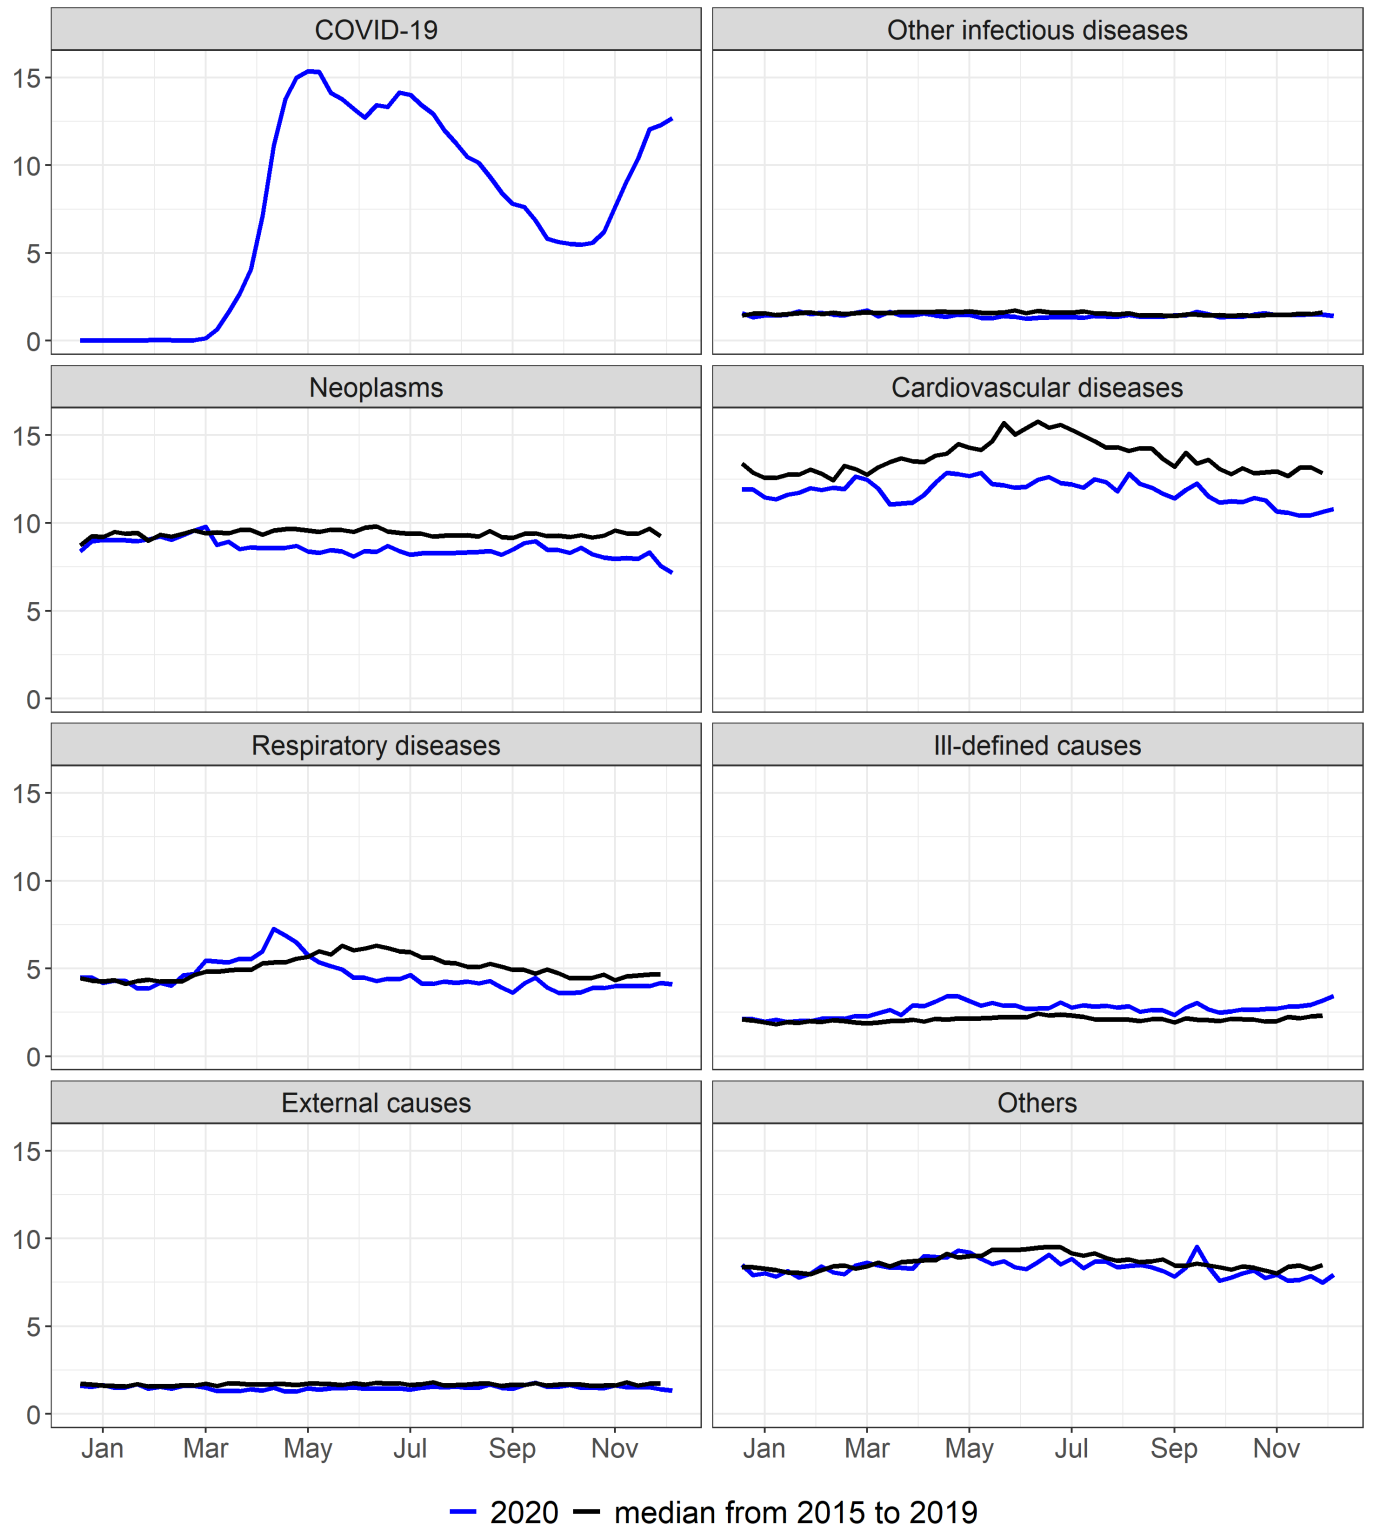 COVID-19 Other infectious diseases
15
10
5
0
Neoplasms Cardiovascular diseases
15
10
5
0
Respiratory diseases Ill-defined causes
15
10
5
0
External causes Others
15
10
5
0
Jan Mar May Jul Sep Nov Jan Mar May Jul Sep Nov
2020 median from 2015 to 2019